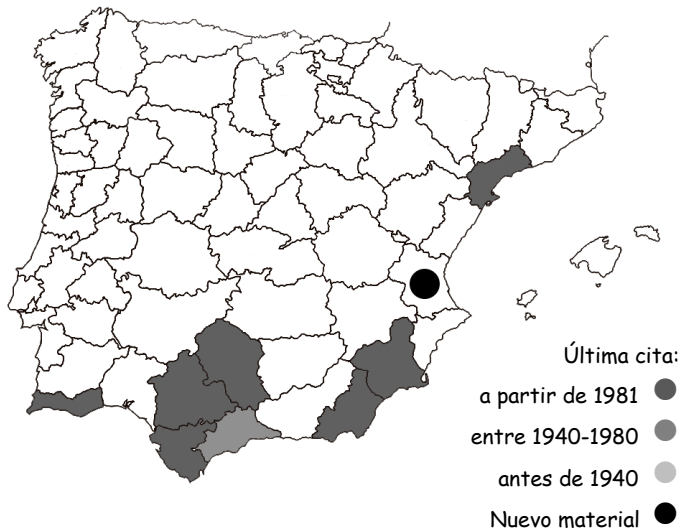 Última cita:
a partir de 1981
entre 1940-1980
antes de 1940
Nuevo material